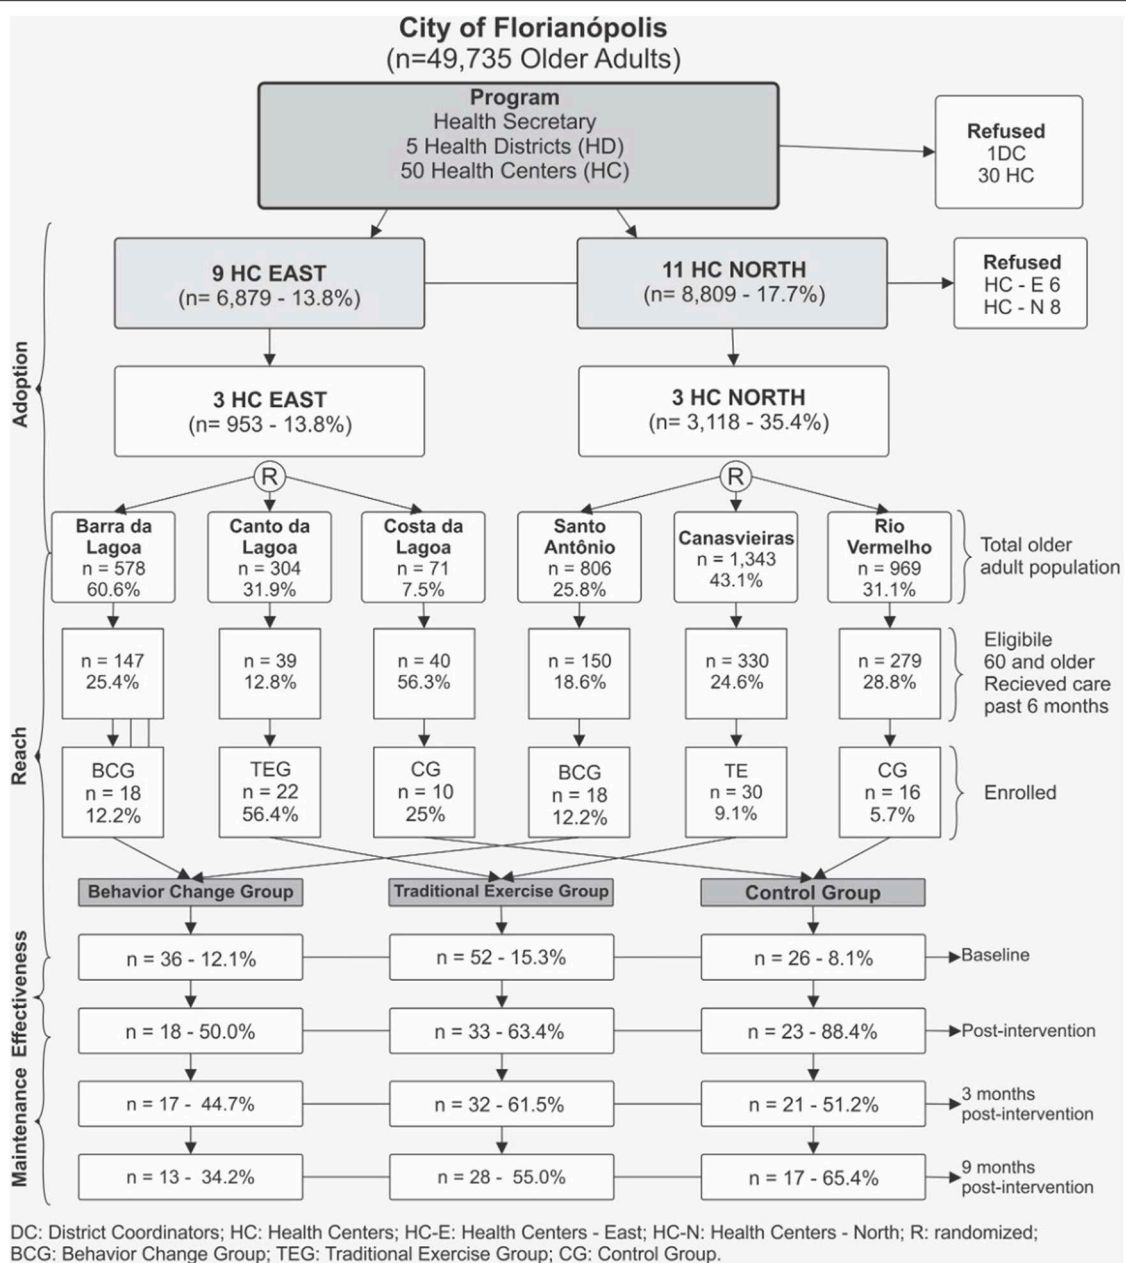 City of Florianópolis
(n=49,735 Older Adults)
Program
Health Secretary
5 Health Districts (HD)
50 Health Centers (HC)
Refused
1DC
30 HC
9 HC EAST
(n= 6,879 - 13.8%)
11 HC NORTH
(n= 8,809 - 17.7%)
Refused
HC - E 6
HC - N 8
Adoption
3 HC EAST
(n= 953 - 13.8%)
3 HC NORTH
(n= 3,118 - 35.4%)
R
R
Barra da
Lagoa
n = 578
60.6%
Canto da
Lagoa
n = 304
31.9%
Costa da
Lagoa
n = 71
7.5%
Santo
Antônio
n = 806
25.8%
Canasvieiras
n = 1,343
43.1%
Rio
Vermelho
n = 969
31.1%
Total older
adult population
n = 147
25.4%
n = 39
12.8%
n = 40
56.3%
n = 150
18.6%
n = 330
24.6%
n = 279
28.8%
Eligibile
60 and older
Recieved care
past 6 months
Reach
BCG
n = 18
12.2%
TEG
n = 22
56.4%
CG
n = 10
25%
BCG
n = 18
12.2%
TE
n = 30
9.1%
CG
n = 16
5.7%
Enrolled
Behavior Change Group
Traditional Exercise Group
Control Group
n = 36 - 12.1%
n = 52 - 15.3%
n = 26 - 8.1%
Baseline
Effectiveness
n = 18 - 50.0%
n = 33 - 63.4%
n = 23 - 88.4%
Post-intervention
Maintenance
n = 17 - 44.7%
n = 32 - 61.5%
n = 21 - 51.2%
3 months
post-intervention
n = 13 - 34.2%
n = 28 - 55.0%
n = 17 - 65.4%
9 months
post-intervention
DC: District Coordinators; HC: Health Centers; HC-E: Health Centers - East; HC-N: Health Centers - North; R: randomized;
BCG: Behavior Change Group; TEG: Traditional Exercise Group; CG: Control Group.